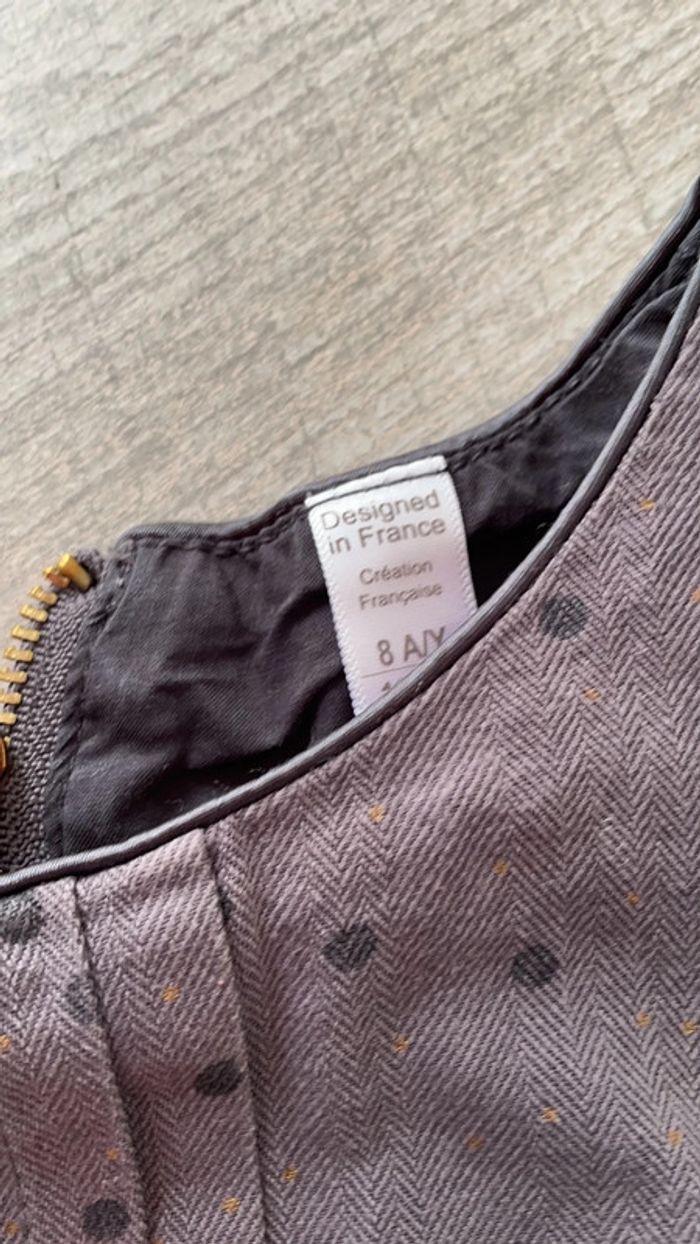 Designed
in France
Création
Française
8 A/Y